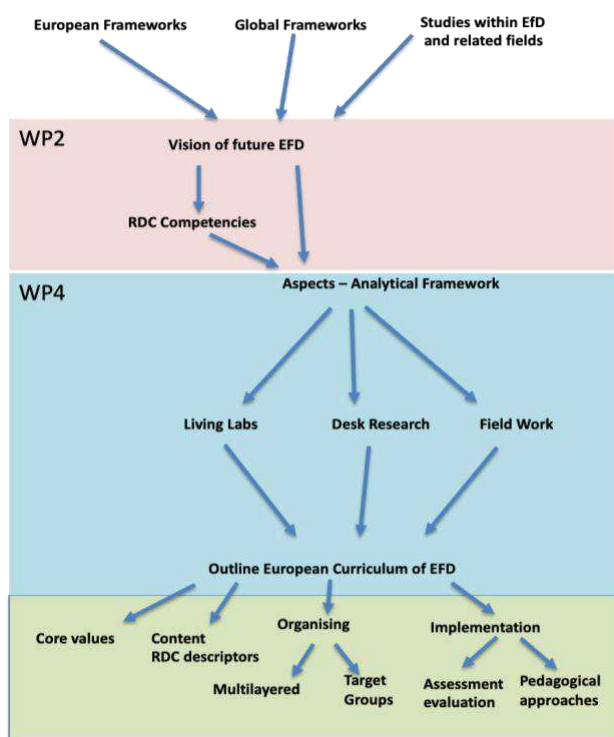 European Frameworks
Global Frameworks
Studies within EfD
and related fields
WP2
Vision of future EFD
RDC Competencies
WP4
Aspects – Analytical Framework
Living Labs
Desk Research
Field Work
Outline European Curriculum of EFD
Core values
Content
RDC descriptors
Organising
Implementation
Multilayered
Target
Groups
Assessment
evaluation
Pedagogical
approaches